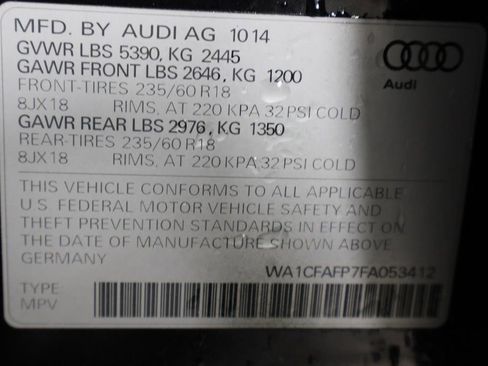 MFD. BY AUDI AG 10 14
GVWR LBS 5390, KG 2445
GAWR FRONT LBS 2646, KG 1200
FRONT-TIRES 235/60 R18
8JX18 RIMS, AT 220 KPA 32 PSI COLD
GAWR REAR LBS 2976, KG 1350
REAR-TIRES 235/60 R18
8JX18 RIMS, AT 220 KPA 32 PSI COLD
Audi
THIS VEHICLE CONFORMS TO ALL APPLICABLE
U.S. FEDERAL MOTOR VEHICLE SAFETY AND
THEFT PREVENTION STANDARDS IN EFFECT ON
THE DATE OF MANUFACTURE SHOWN ABOVE
GERMANY
WA1CFAFP7FA053412
TYPE
MPV